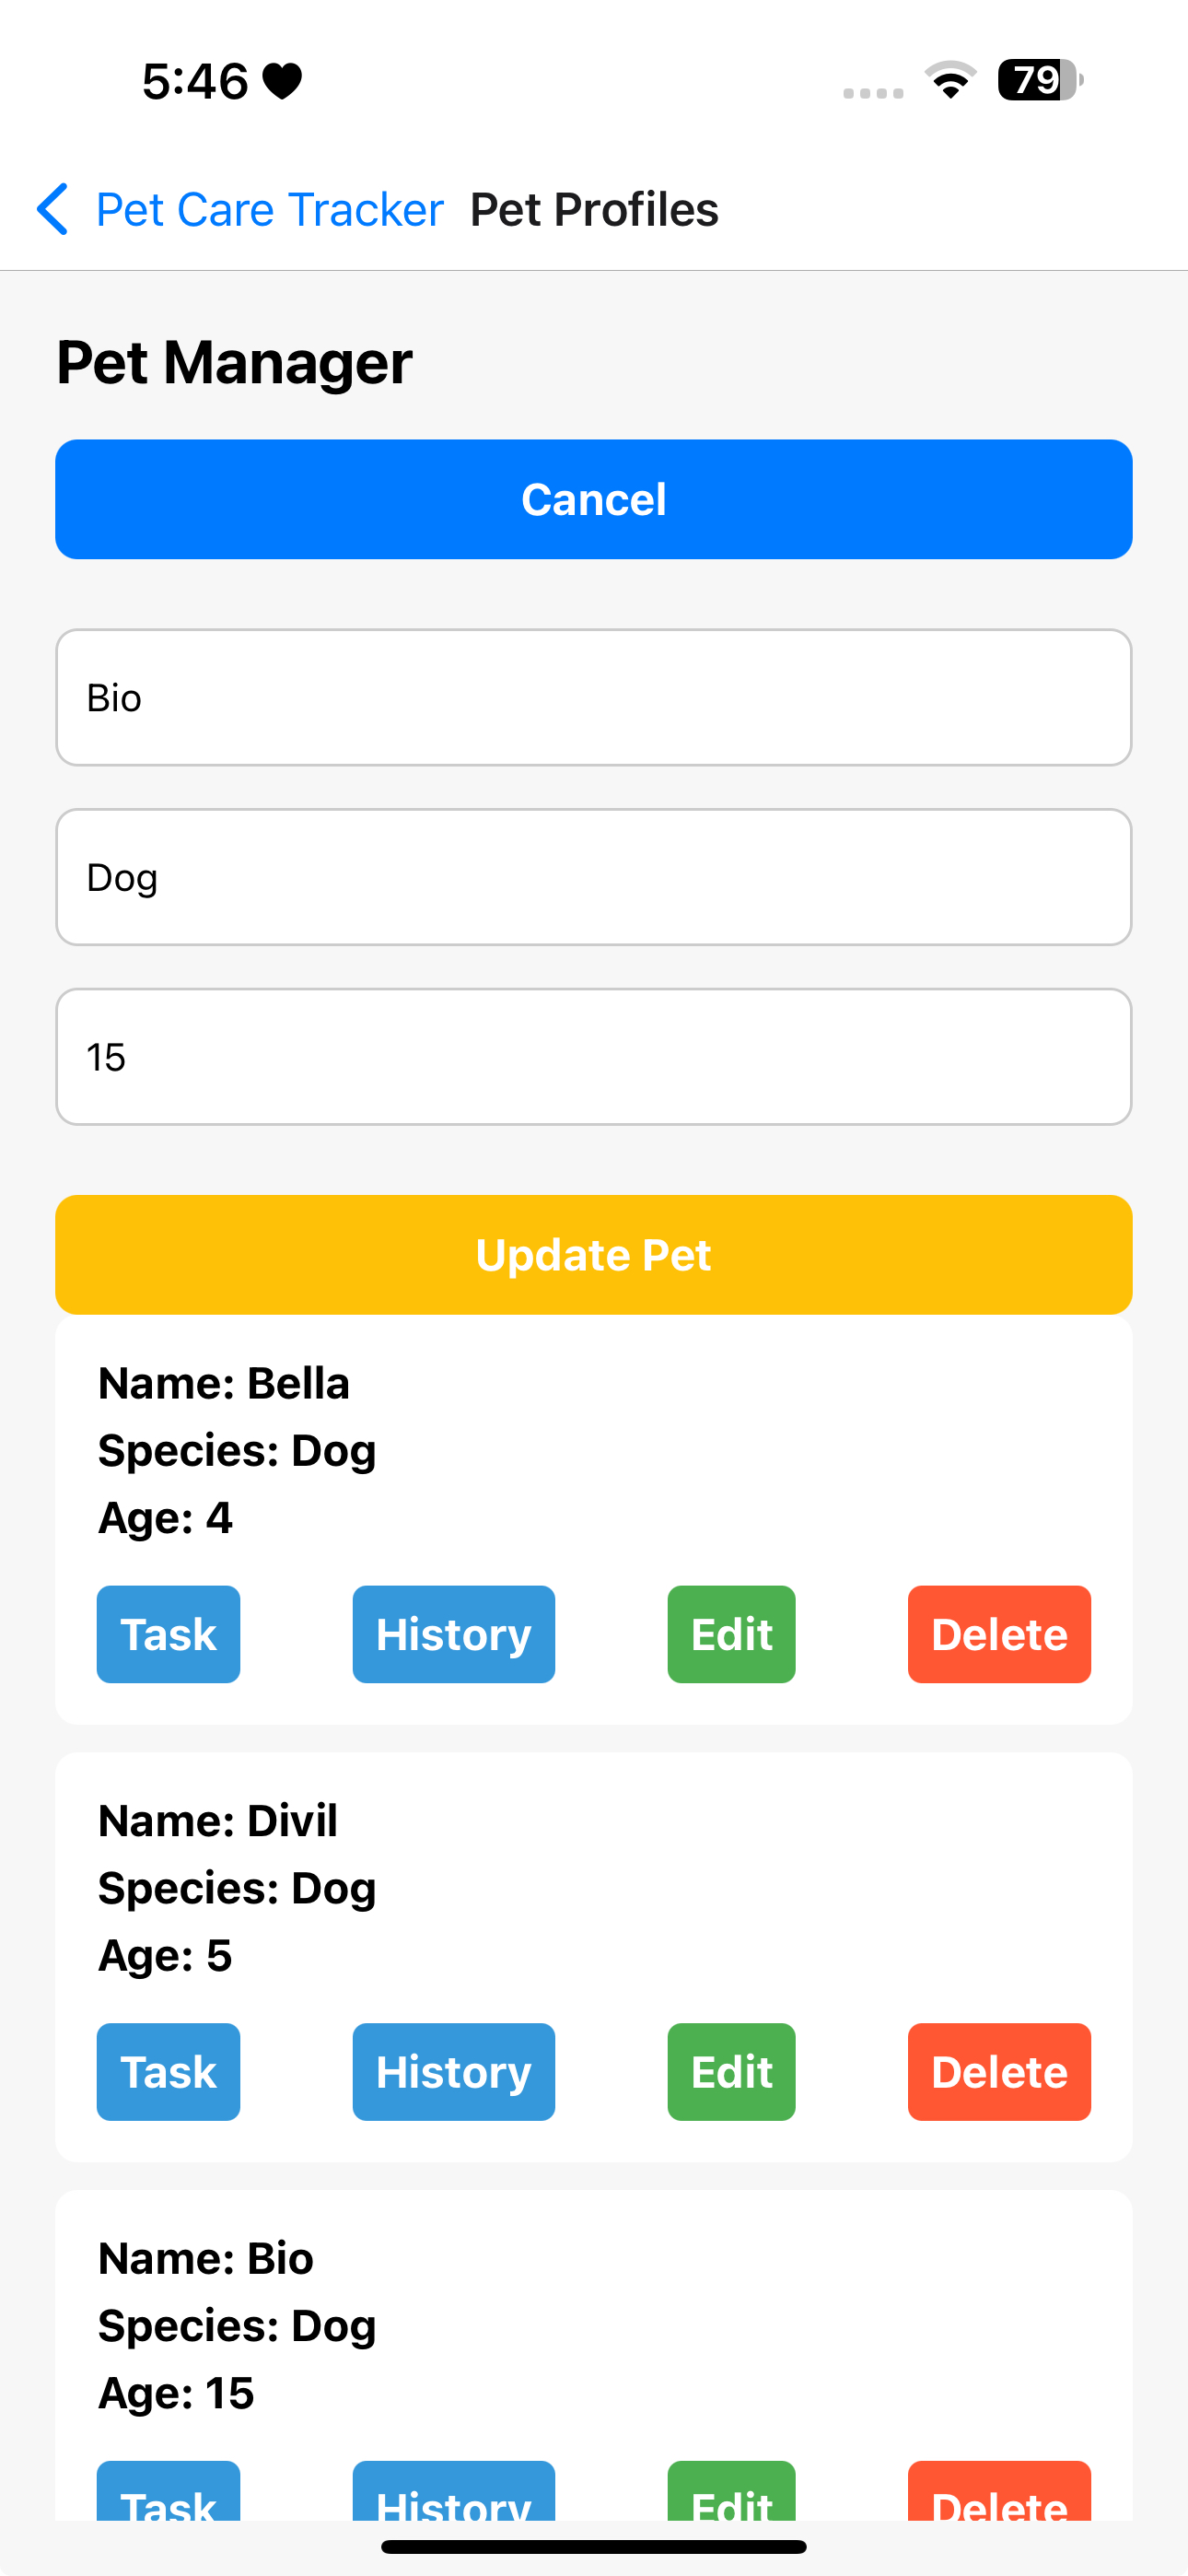 5:46
79
Pet Care Tracker Pet Profiles
Pet Manager
Cancel
Bio
Dog
15
Update Pet
Name: Bella
Species: Dog
Age: 4
Task History Edit Delete
Name: Divil
Species: Dog
Age: 5
Task History Edit Delete
Name: Bio
Species: Dog
Age: 15
Task History Edit Delete